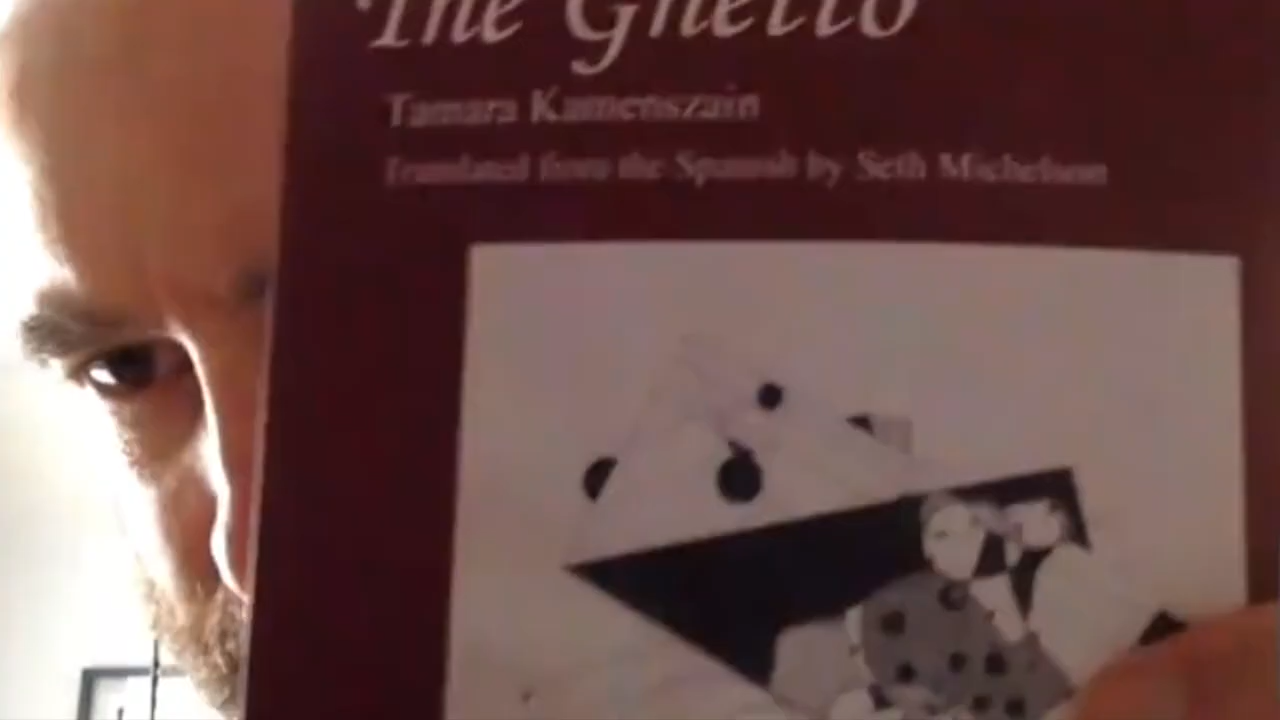 The Ghetto
Tamara Kamenszain
Translated from the Spanish by Seth Michelson